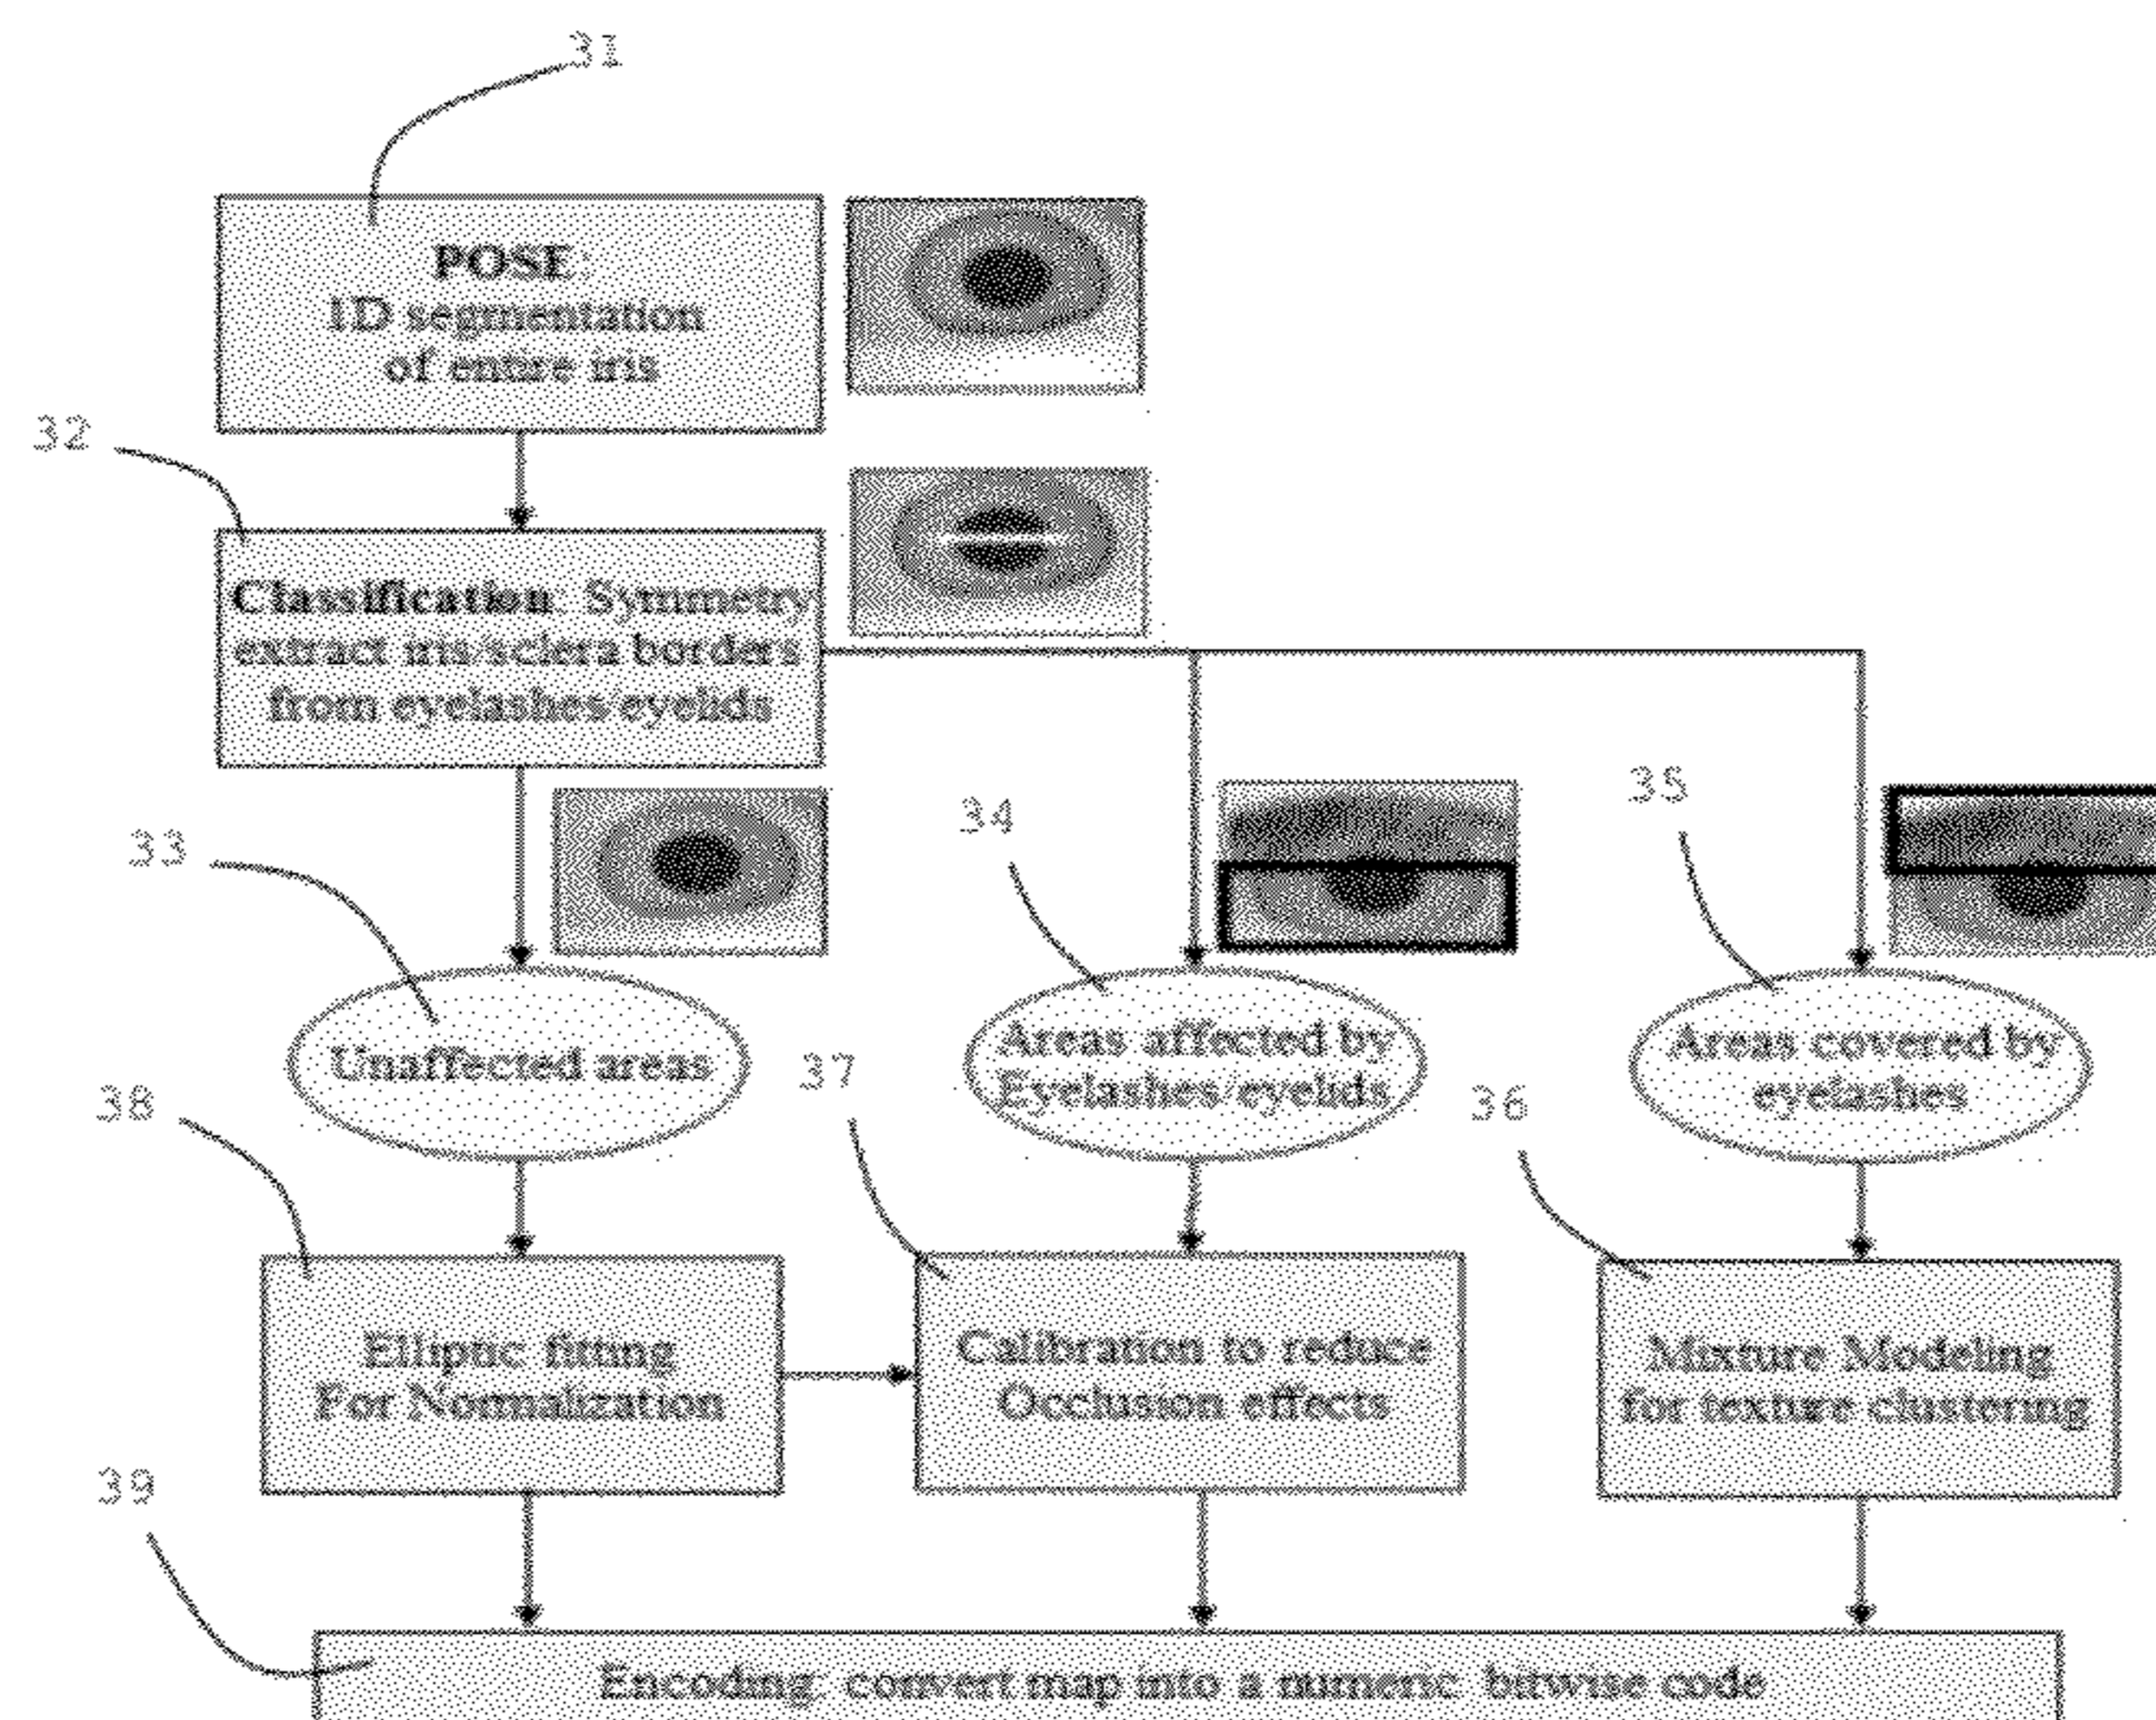 31
POSE:
1D segmentation
of entire iris
32
Classification: Symmetry
extract iris/sclera borders
from eyelashes/eyelids
33
34
35
Unaffected areas
Areas affected by
Eyelashes/eyelids
Areas covered by
eyelashes
38
37
36
Elliptic fitting
For Normalization
Calibration to reduce
Occlusion effects
Mixture Modeling
for texture clustering
39
Encoding: convert map into a numeric bitwise code